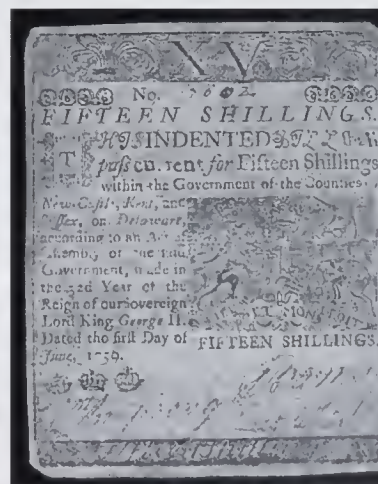 XV
No. 
FIFTEEN SHILLINGS.
THIS INDENTED BILL shall
pass current for Fifteen Shillings
within the Government of the Counties
New-Castle, Kent, and
Sussex, on Delaware,
according to an Act of
Assembly of the said
Government, made in
the 32d Year of the
Reign of our Sovereign
Lord King George II.
Dated the first Day of
June, 1759.
FIFTEEN SHILLINGS.